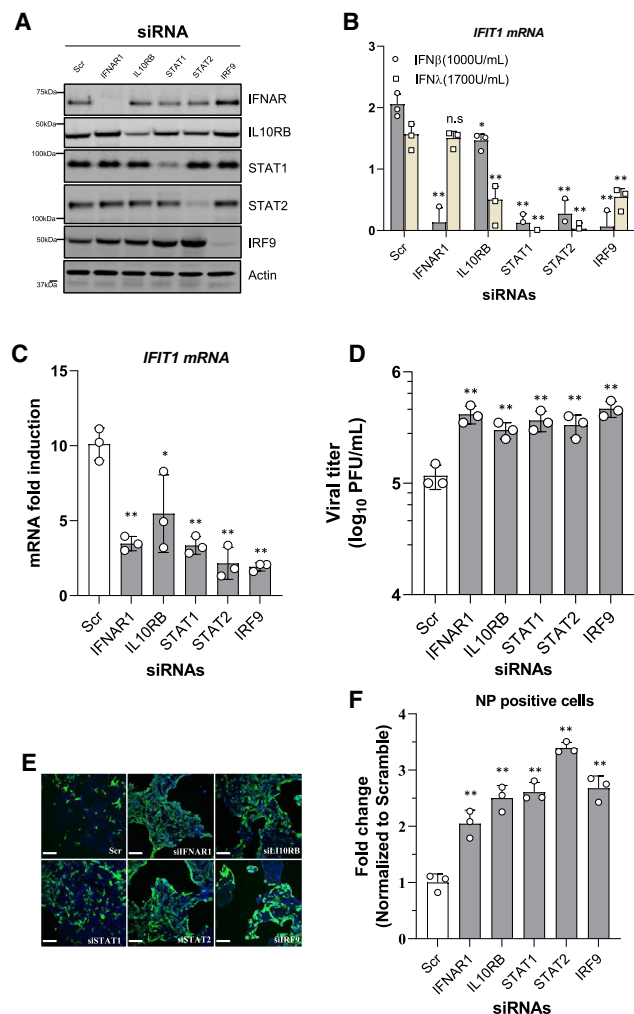 A
siRNA
Scr
IFNAR1
IL10RB
STAT1
STAT2
IRF9
75kDa
IFNAR
50kDa
IL10RB
100kDa
STAT1
STAT2
100kDa
50kDa
IRF9
Actin
37kDa
B
IFIT1 mRNA
IFNβ(1000U/mL)
IFNλ(1700U/mL)
3
2
1
0
n.s
*
**
**
**
**
**
**
**
**
Scr
IFNAR1
IL10RB
STAT1
STAT2
IRF9
siRNAs
C
IFIT1 mRNA
mRNA fold induction
15
10
5
0
**
*
**
**
**
Scr
IFNAR1
IL10RB
STAT1
STAT2
IRF9
siRNAs
D
Viral titer
(log10 PFU/mL)
6
5
4
**
**
**
**
**
Scr
IFNAR1
IL10RB
STAT1
STAT2
IRF9
siRNAs
E
Scr
siIFNAR1
siLI10RB
siSTAT1
siSTAT2
siIRF9
F
NP positive cells
Fold change
(Normalized to Scramble)
4
3
2
1
0
**
**
**
**
**
Scr
IFNAR1
IL10RB
STAT1
STAT2
IRF9
siRNAs